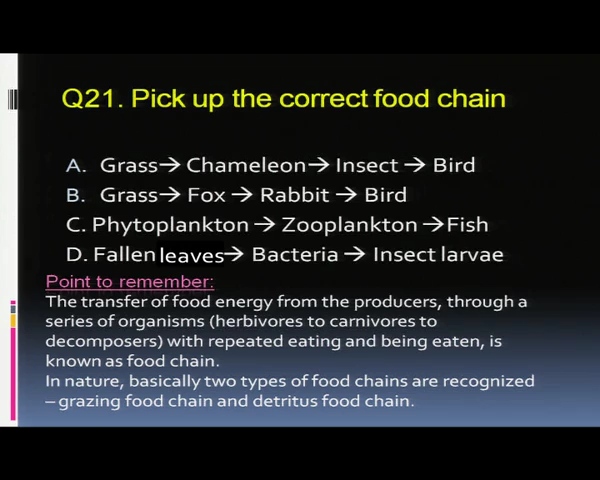 Q21. Pick up the correct food chain
A. Grass→ Chameleon→ Insect → Bird
B. Grass→ Fox → Rabbit → Bird
C. Phytoplankton → Zooplankton →Fish
D. Fallen leaves→ Bacteria → Insect larvae
Point to remember:
The transfer of food energy from the producers, through a
series of organisms (herbivores to carnivores to
decomposers) with repeated eating and being eaten, is
known as food chain.
In nature, basically two types of food chains are recognized
– grazing food chain and detritus food chain.